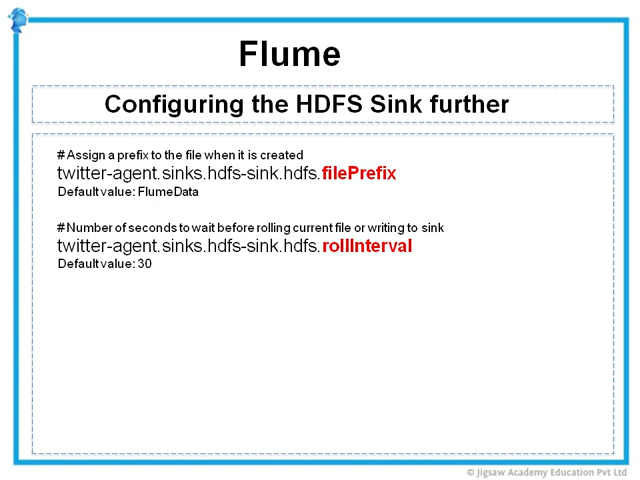 Flume
Configuring the HDFS Sink further
# Assign a prefix to the file when it is created
twitter-agent.sinks.hdfs-sink.hdfs.filePrefix
Default value: FlumeData
# Number of seconds to wait before rolling current file or writing to sink
twitter-agent.sinks.hdfs-sink.hdfs.rollInterval
Default value: 30
© Jigsaw Academy Education Pvt Ltd